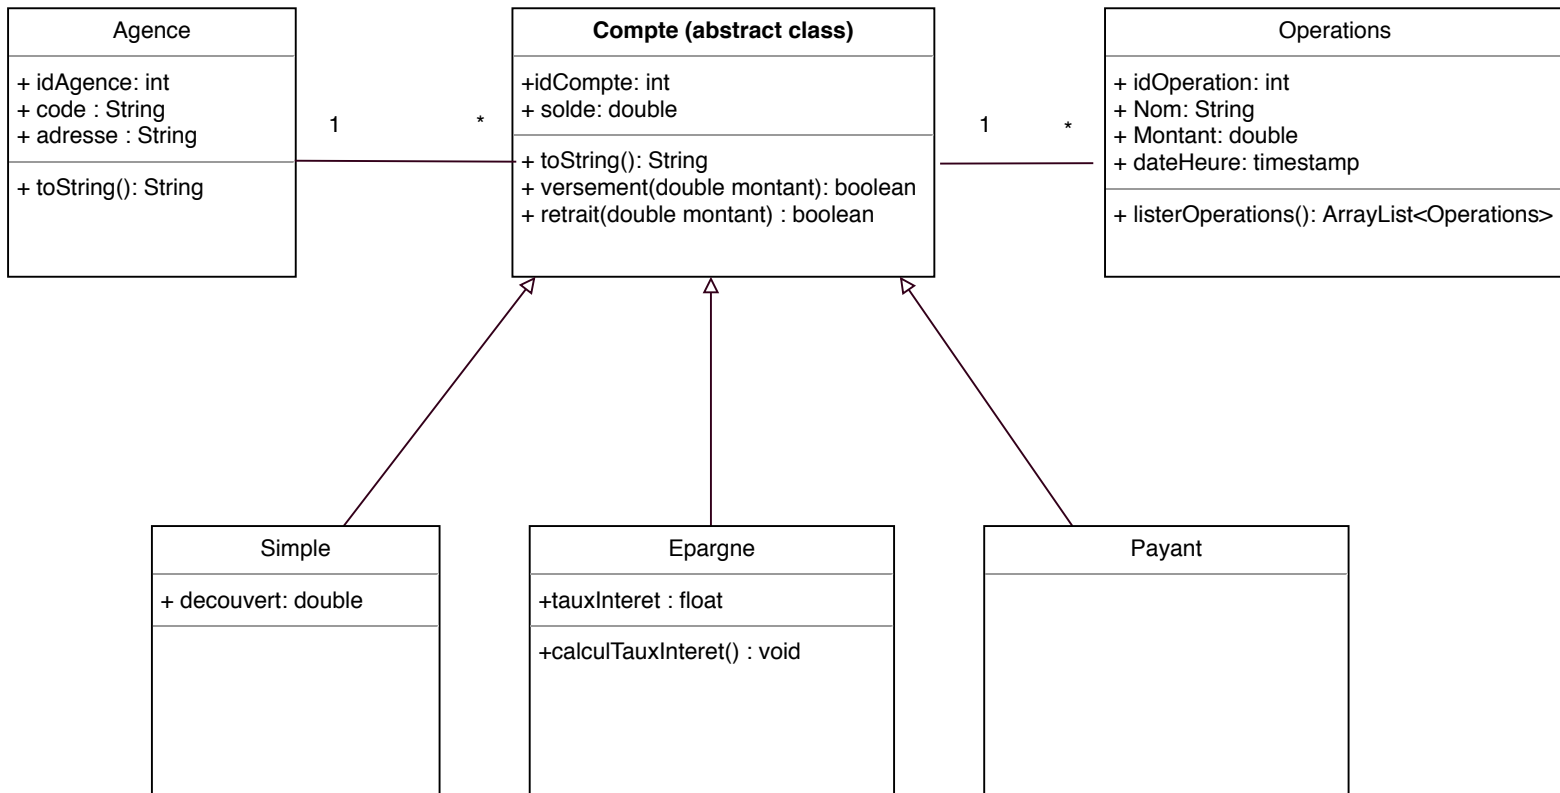 Agence
+ idAgence: int
+ code : String
+ adresse : String
+ toString(): String
1
*
Compte (abstract class)
+idCompte: int
+ solde: double
+ toString(): String
+ versement(double montant): boolean
+ retrait(double montant) : boolean
1
*
Operations
+ idOperation: int
+ Nom: String
+ Montant: double
+ dateHeure: timestamp
+ listerOperations(): ArrayList<Operations>
Simple
+ decouvert: double
Epargne
+tauxInteret : float
+calculTauxInteret() : void
Payant